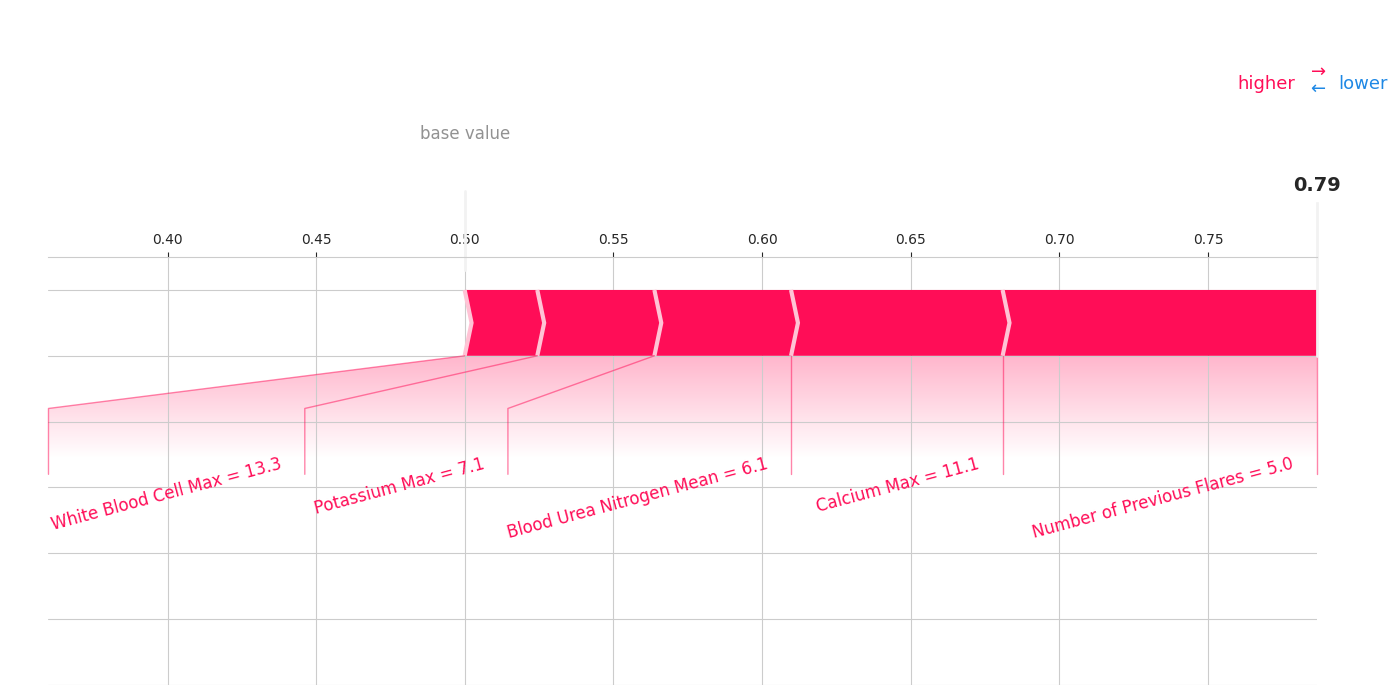 higher → ← lower
base value
0.79
0.40 0.45 0.50 0.55 0.60 0.65 0.70 0.75
White Blood Cell Max = 13.3
Potassium Max = 7.1
Blood Urea Nitrogen Mean = 6.1
Calcium Max = 11.1
Number of Previous Flares = 5.0